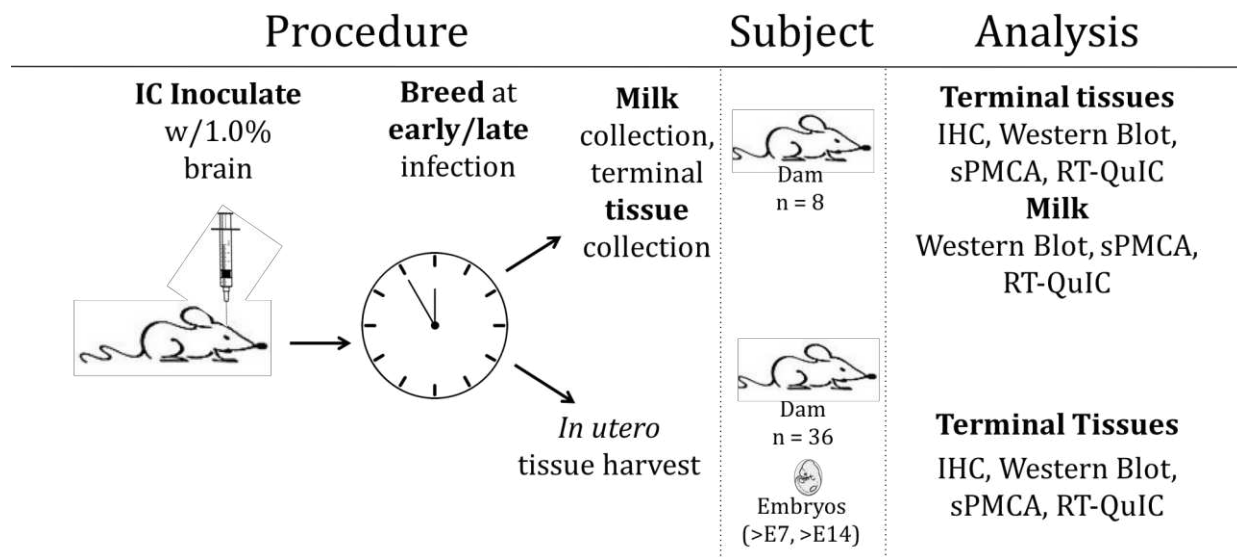 Procedure
Subject
Analysis
IC Inoculate
w/1.0%
brain
Breed at
early/late
infection
Milk
collection,
terminal
tissue
collection
Dam
n = 8
Terminal tissues
IHC, Western Blot,
sPMCA, RT-QuIC
Milk
Western Blot, sPMCA,
RT-QuIC
In utero
tissue harvest
Dam
n = 36
Embryos
(>E7, >E14)
Terminal Tissues
IHC, Western Blot,
sPMCA, RT-QuIC